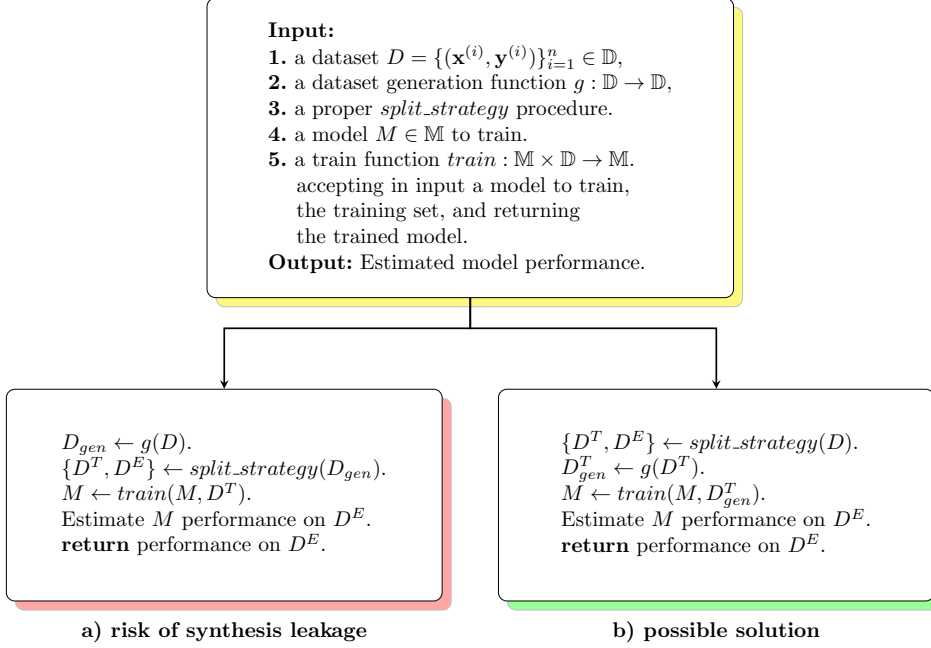 Input:
1. a dataset D = {(x^(i), y^(i))}_{i=1}^n ∈ 𝔻,
2. a dataset generation function g : 𝔻 → 𝔻,
3. a proper split_strategy procedure.
4. a model M ∈ 𝕄 to train.
5. a train function train : 𝕄 × 𝔻 → 𝕄.
accepting in input a model to train,
the training set, and returning
the trained model.
Output: Estimated model performance.
D_gen ← g(D).
{D^T, D^E} ← split_strategy(D_gen).
M ← train(M, D^T).
Estimate M performance on D^E.
return performance on D^E.
a) risk of synthesis leakage
{D^T, D^E} ← split_strategy(D).
D^T_gen ← g(D^T).
M ← train(M, D^T_gen).
Estimate M performance on D^E.
return performance on D^E.
b) possible solution